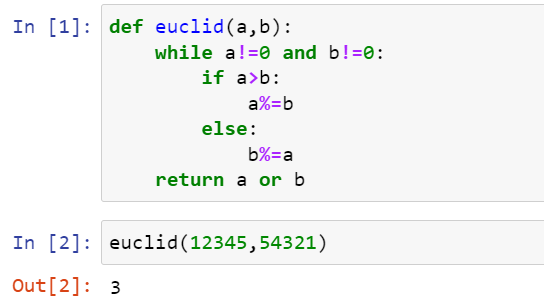 In [1]: def euclid(a,b):
    while a!=0 and b!=0:
        if a>b:
            a%=b
        else:
            b%=a
    return a or b
In [2]: euclid(12345,54321)
Out[2]: 3